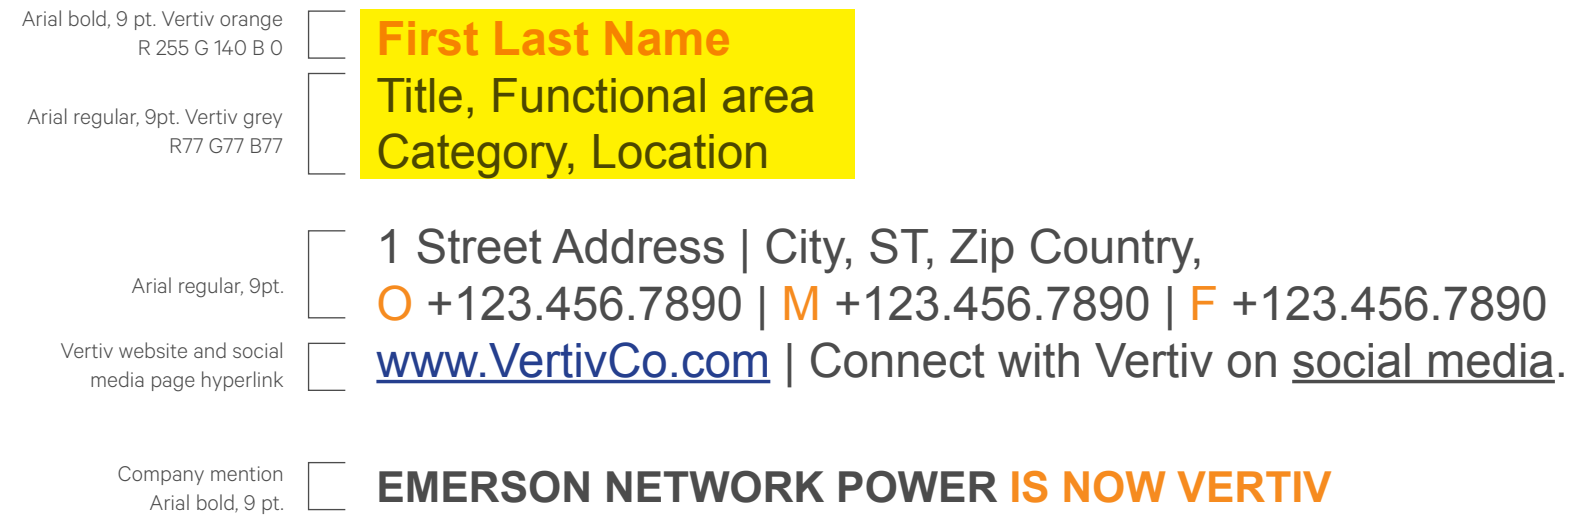 Arial bold, 9 pt. Vertiv orange
R 255 G 140 B 0
First Last Name
Arial regular, 9pt. Vertiv grey
R77 G77 B77
Title, Functional area
Category, Location
Arial regular, 9pt.
1 Street Address | City, ST, Zip Country,
O +123.456.7890 | M +123.456.7890 | F +123.456.7890
Vertiv website and social
media page hyperlink
www.VertivCo.com | Connect with Vertiv on social media.
Company mention
Arial bold, 9 pt.
EMERSON NETWORK POWER IS NOW VERTIV